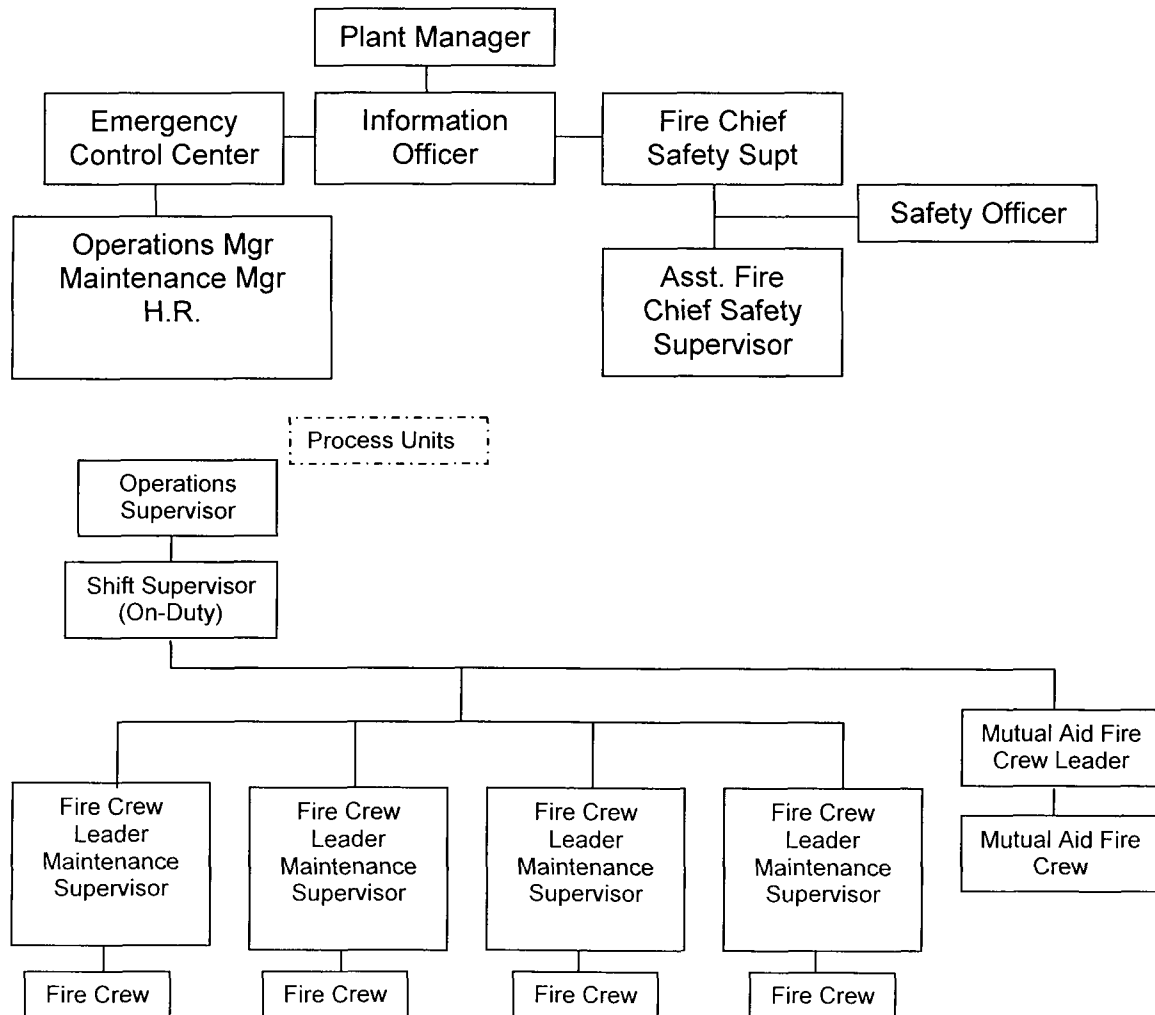 Plant Manager
Emergency
Control Center
Information
Officer
Fire Chief
Safety Supt
Safety Officer
Operations Mgr
Maintenance Mgr
H.R.
Asst. Fire
Chief Safety
Supervisor
Process Units
Operations
Supervisor
Shift Supervisor
(On-Duty)
Mutual Aid Fire
Crew Leader
Mutual Aid Fire
Crew
Fire Crew
Leader
Maintenance
Supervisor
Fire Crew
Leader
Maintenance
Supervisor
Fire Crew
Leader
Maintenance
Supervisor
Fire Crew
Leader
Maintenance
Supervisor
Fire Crew
Fire Crew
Fire Crew
Fire Crew